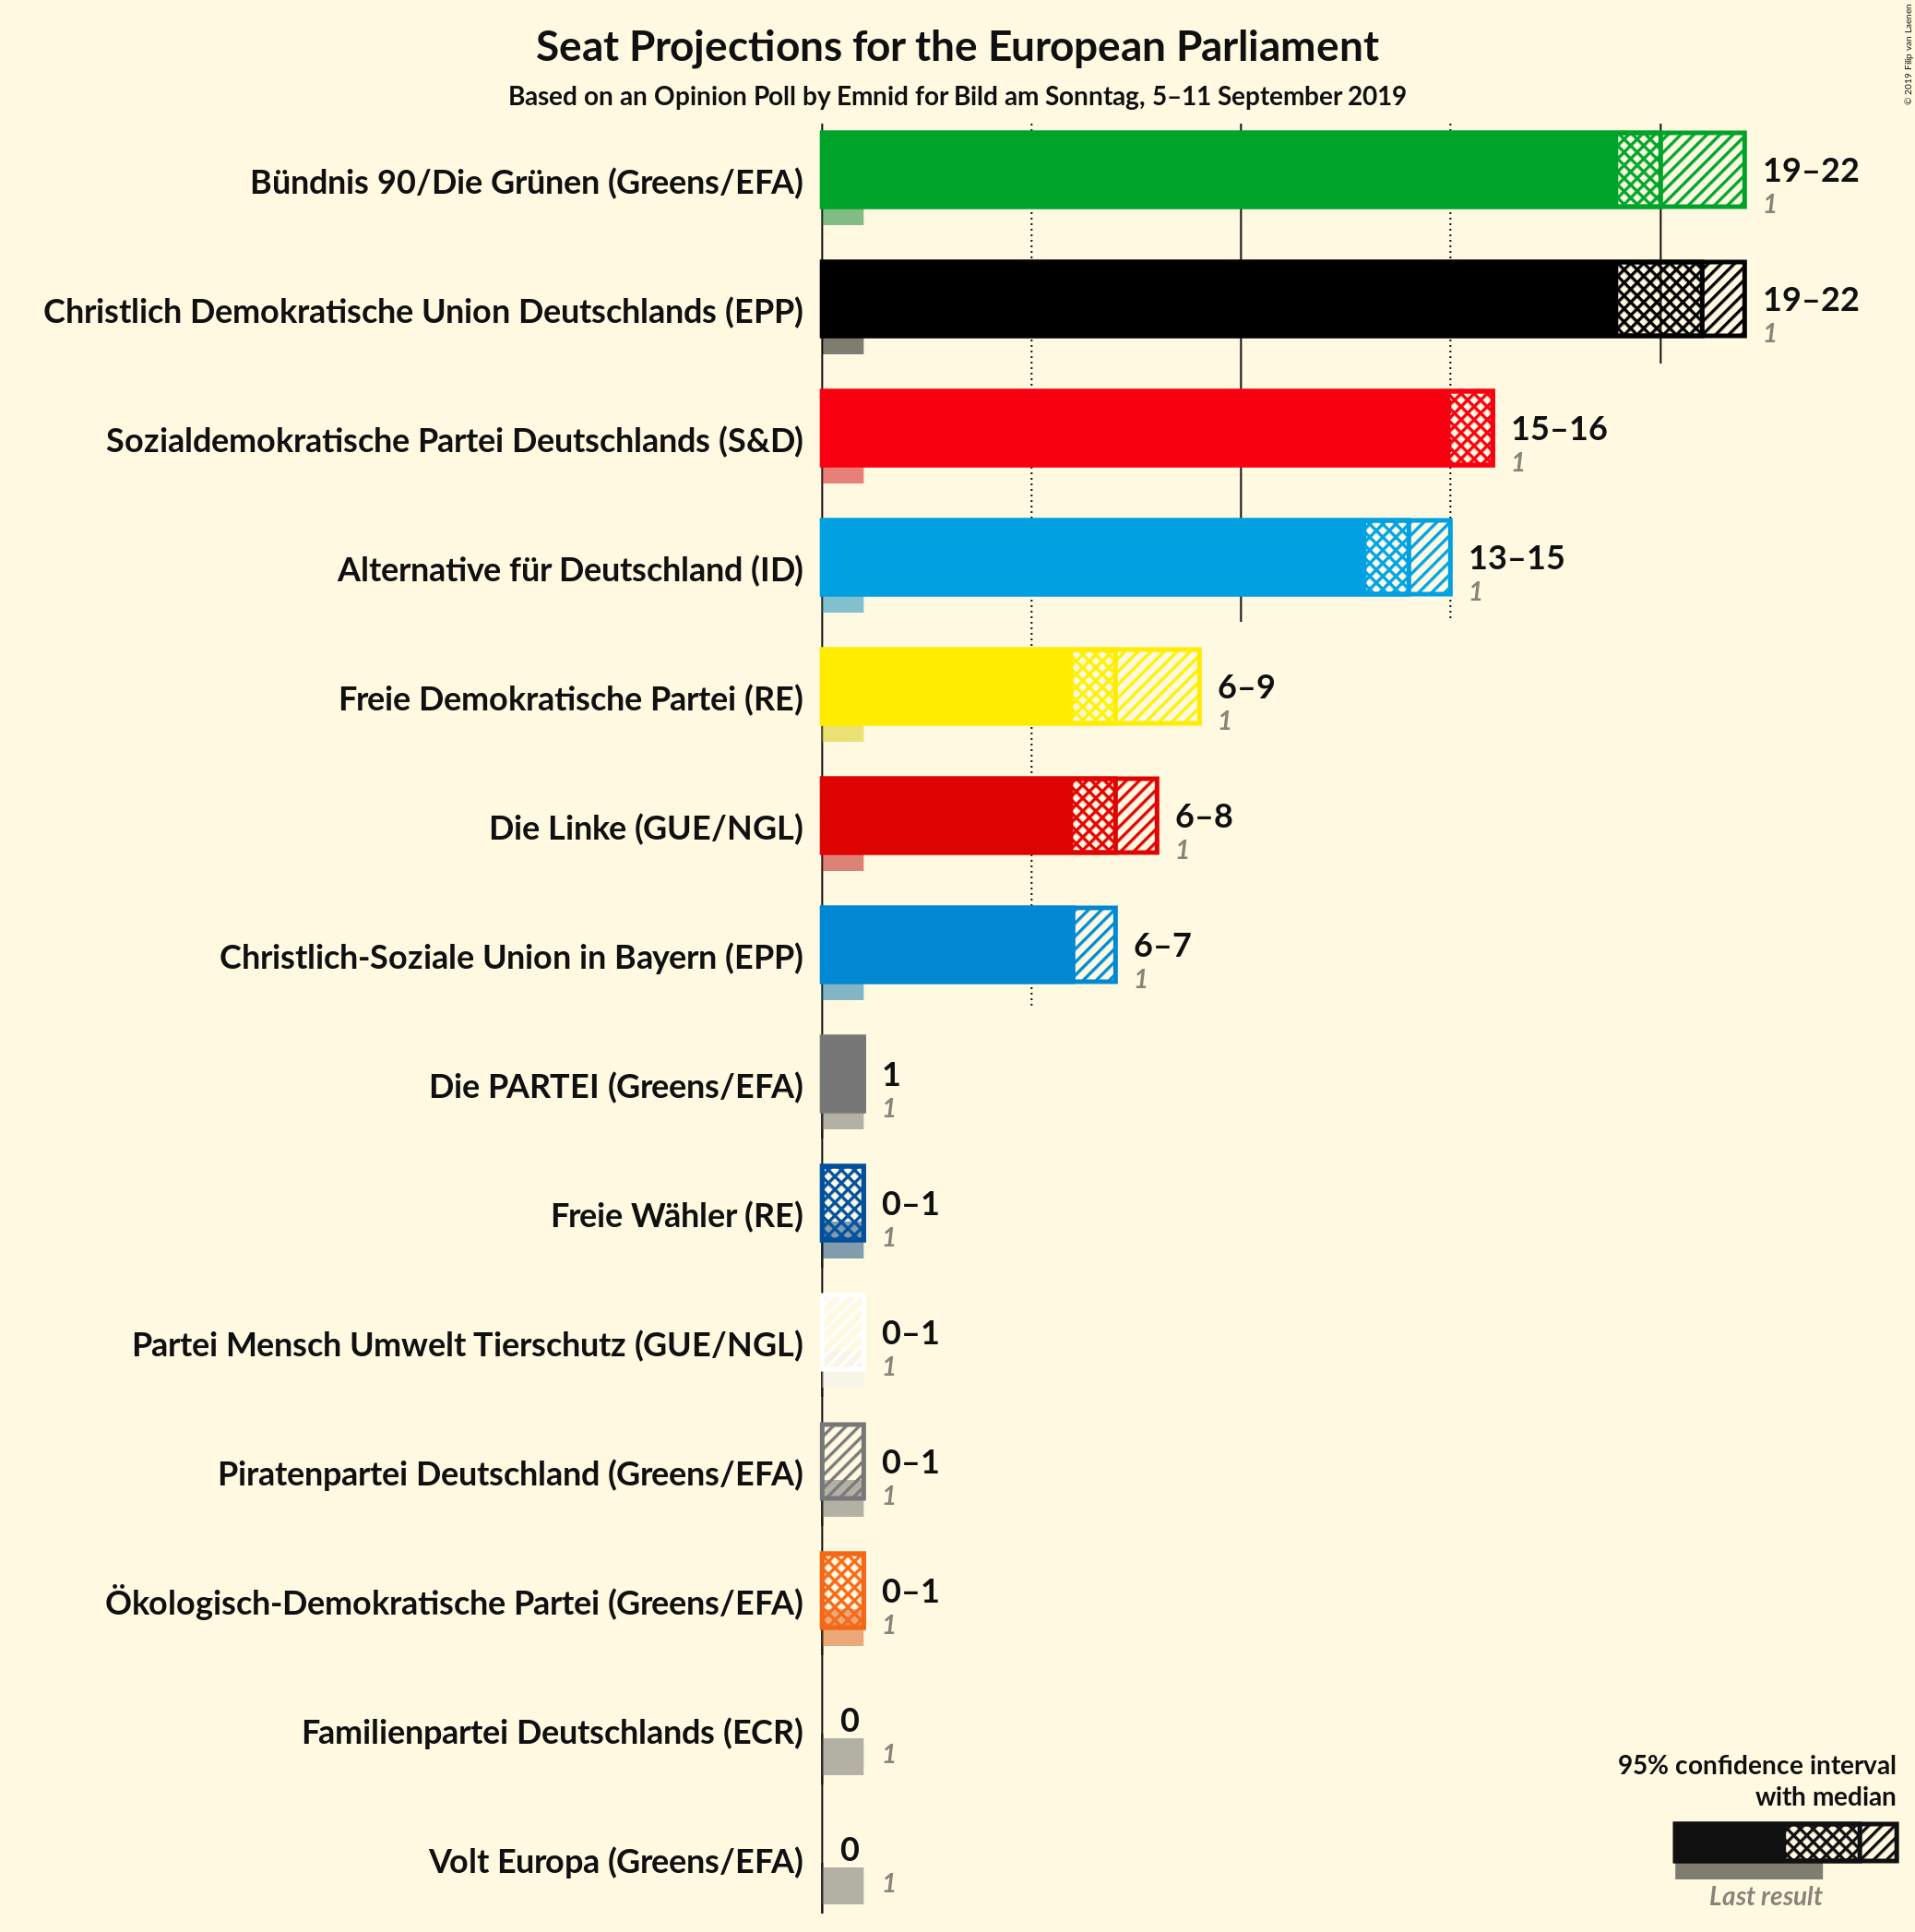 Seat Projections for the European Parliament
Based on an Opinion Poll by Emnid for Bild am Sonntag, 5–11 September 2019
© 2019 Filip van Laenen
Bündnis 90/Die Grünen (Greens/EFA)
19–22
1
Christlich Demokratische Union Deutschlands (EPP)
19–22
1
Sozialdemokratische Partei Deutschlands (S&D)
15–16
1
Alternative für Deutschland (ID)
13–15
1
Freie Demokratische Partei (RE)
6–9
1
Die Linke (GUE/NGL)
6–8
1
Christlich-Soziale Union in Bayern (EPP)
6–7
1
Die PARTEI (Greens/EFA)
1
1
Freie Wähler (RE)
0–1
1
Partei Mensch Umwelt Tierschutz (GUE/NGL)
0–1
1
Piratenpartei Deutschland (Greens/EFA)
0–1
1
Ökologisch-Demokratische Partei (Greens/EFA)
0–1
1
Familienpartei Deutschlands (ECR)
0
1
Volt Europa (Greens/EFA)
0
1
95% confidence interval
with median
Last result